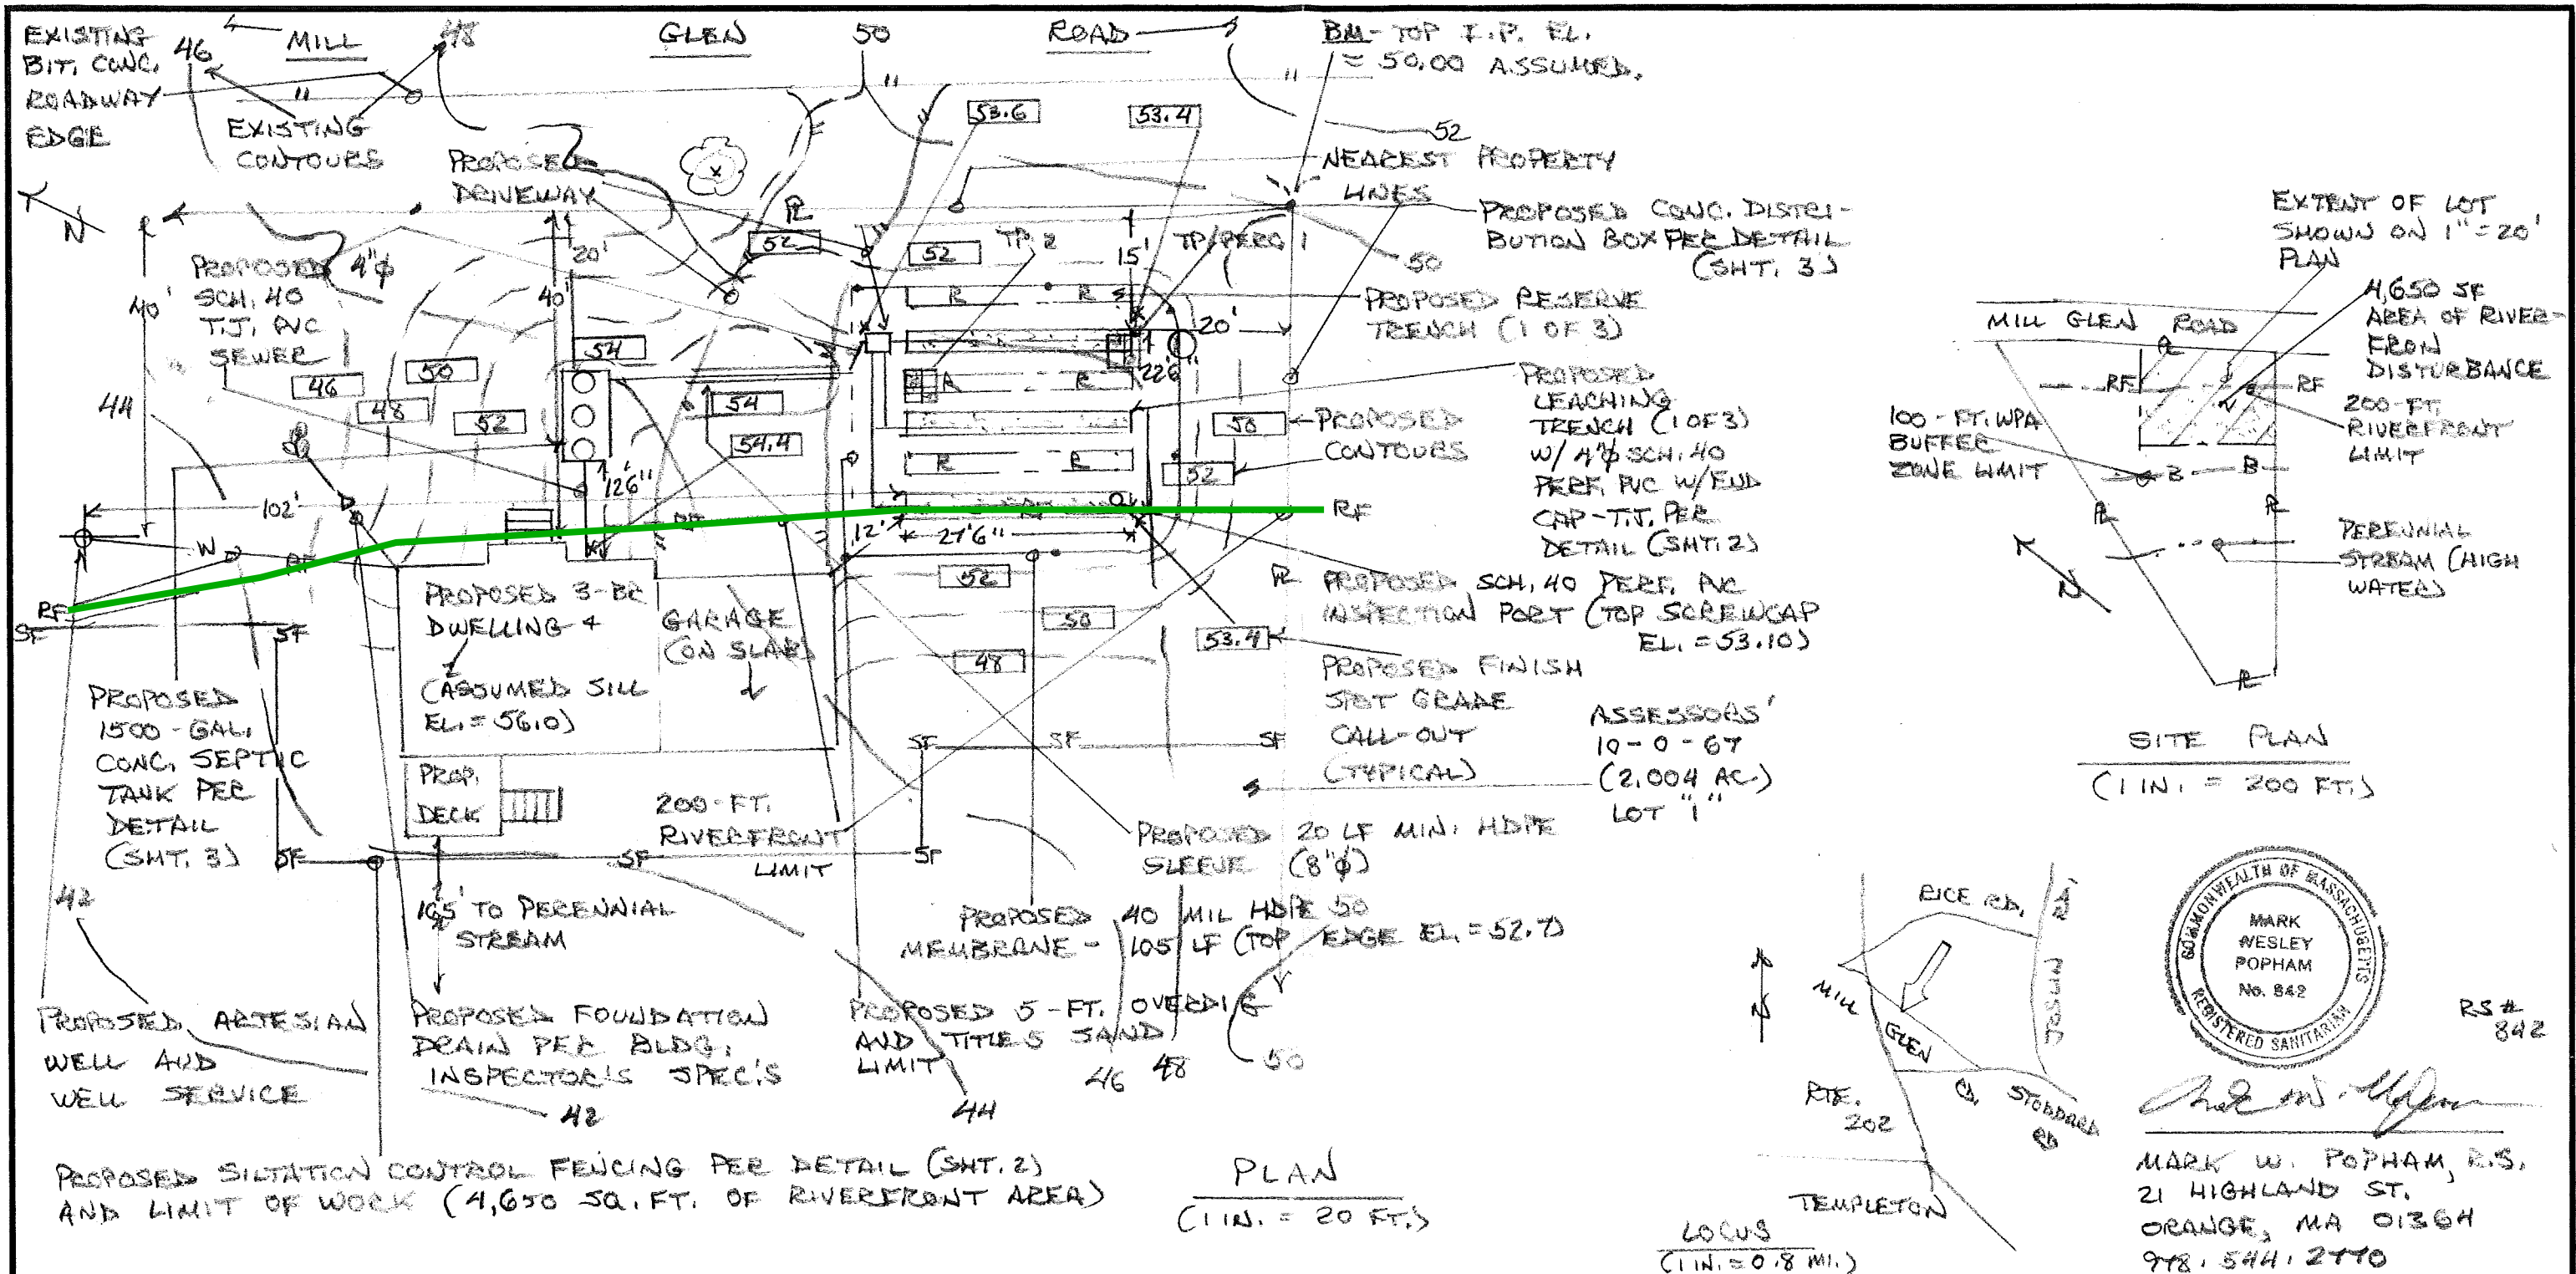 EXISTING
BIT. CONC.
ROADWAY
EDGE
46
MILL
48
GLEN
50
ROAD
BM - TOP I.P. EL.
= 50.00 ASSUMED.
EXISTING
CONTOURS
PROPOSED
DRIVEWAY
53.6
53.4
52
NEAREST PROPERTY
LINES
PROPOSED CONC. DISTRI-
BUTION BOX PER DETAIL
(SHT. 3)
N
40'
PROPOSED 4"φ
SCH. 40
T.J. PVC
SEWER
20'
40'
52
52
TP 2
15'
TP/PERC 1
50
PROPOSED RESERVE
TRENCH (1 OF 3)
R R
20'
22'6"
54
46
50
48
52
44
54
54.4
R R
R R
50
52
PROPOSED
CONTOURS
PROPOSED
LEACHING
TRENCH (1 OF 3)
W/ 4"φ SCH. 40
PERF. PVC W/END
CAP - T.J. PER
DETAIL (SHT. 2)
102'
D
12'6"
W
RF
RF
RF
12'
27'6"
RF
RF
SF
SF
52
50
48
53.4
PROPOSED 3-BR
DWELLING
(ASSUMED SILL
EL. = 56.0)
GARAGE
(ON SLAB)
PROPOSED SCH. 40 PERF. PVC
INSPECTION PORT (TOP SCREWCAP
EL. = 53.10)
PROPOSED FINISH
SPOT GRADE
CALL-OUT
(TYPICAL)
ASSESSORS'
10-0-67
(2.004 AC.)
LOT "1"
PROPOSED
1500-GAL.
CONC. SEPTIC
TANK PER
DETAIL
(SHT. 3)
PROP.
DECK
200-FT.
RIVERFRONT
LIMIT
SF SF SF
SF SF SF
PROPOSED 20 LF MIN. HDPE
SLEEVE (8"φ)
42
165' TO PERENNIAL
STREAM
PROPOSED 40 MIL HDPE
MEMBRANE - 105 LF (TOP EDGE EL. = 52.7)
50
PROPOSED ARTESIAN
WELL AND
WELL SERVICE
PROPOSED FOUNDATION
DRAIN PER BLDG.
INSPECTOR'S SPEC'S
PROPOSED 5-FT. OVERDIG
AND TITLE 5 SAND
LIMIT
42
44
46
48
50
PROPOSED SILTATION CONTROL FENCING PER DETAIL (SHT. 2)
AND LIMIT OF WORK (4,650 SQ. FT. OF RIVERFRONT AREA)
PLAN
(1 IN. = 20 FT.)
EXTENT OF LOT
SHOWN ON 1" = 20'
PLAN
4,650 SF
AREA OF RIVER-
FRON
DISTURBANCE
MILL GLEN ROAD
RF
RF
200-FT.
RIVERFRONT
LIMIT
100-FT. WPA
BUFFER
ZONE LIMIT
B
B
PERENNIAL
STREAM (HIGH
WATER)
N
SITE PLAN
(1 IN. = 200 FT.)
RICE RD.
JOSLIN RD.
N
MILL
GLEN
RD.
STODDARD
RD
RTE.
202
TEMPLETON
LOCUS
(1 IN. = 0.8 MI.)
COMMONWEALTH OF MASSACHUSETTS
MARK
WESLEY
POPHAM
No. 842
REGISTERED SANITARIAN
RS #
842
MARK W. POPHAM, R.S.
21 HIGHLAND ST.
ORANGE, MA 01364
978.544.2770